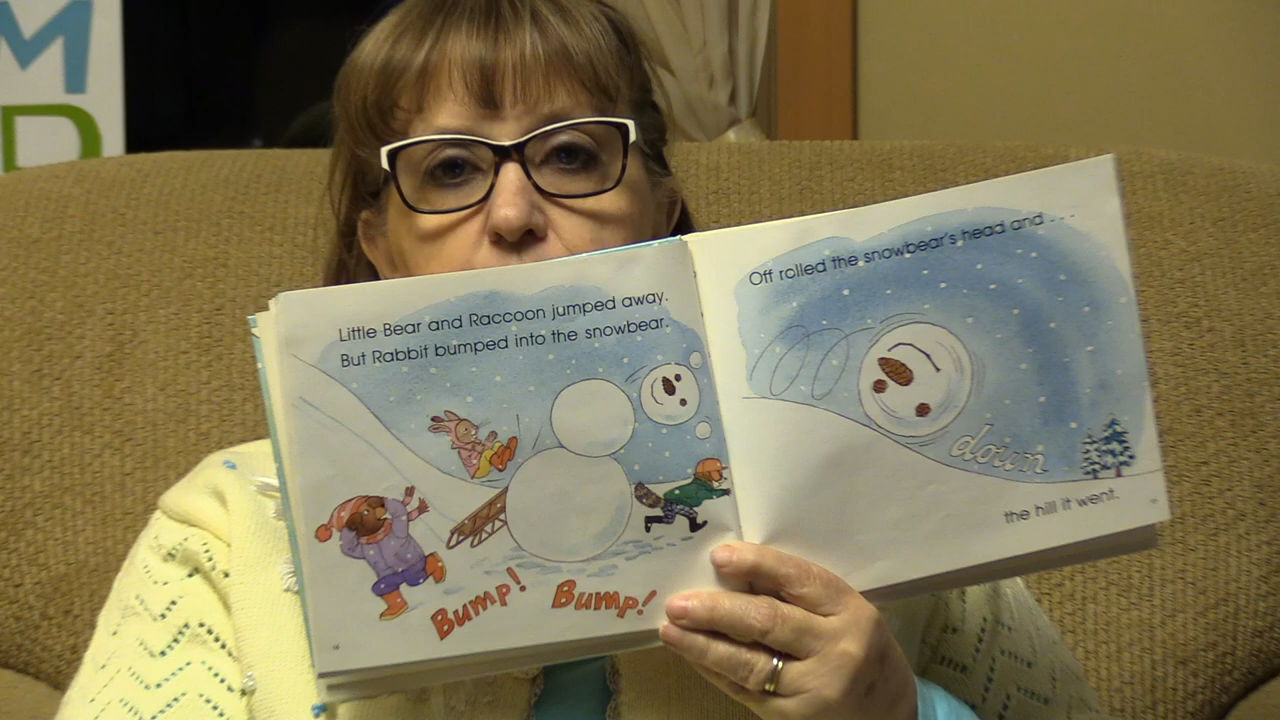 M
D
Little Bear and Raccoon jumped away.
But Rabbit bumped into the snowbear.
Bump! Bump!
Off rolled the snowbear's head and . . .
down
the hill it went.